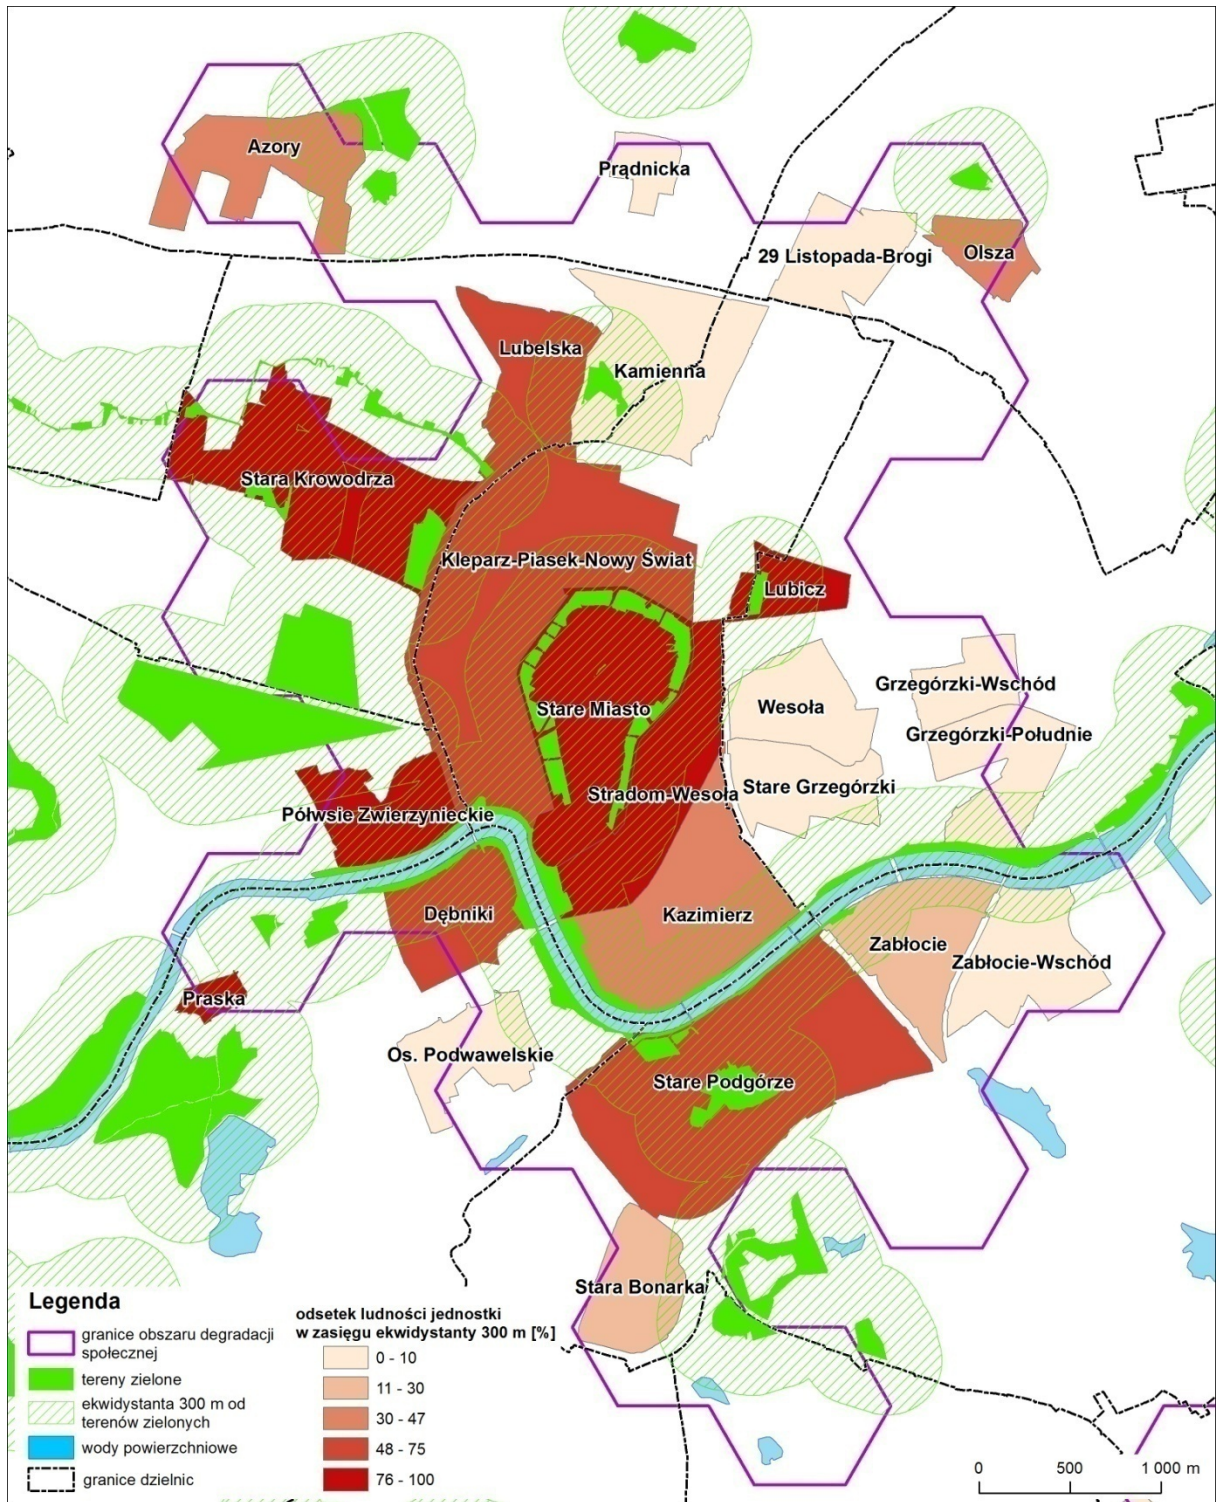 Azory
Prądnicka
29 Listopada-Brogi
Olsza
Lubelska
Kamienna
Stara Krowodrza
Kleparz-Piasek-Nowy Świat
Lubicz
Grzegórzki-Wschód
Wesoła
Stare Miasto
Grzegórzki-Południe
Stradom-Wesoła
Stare Grzegórzki
Półwsie Zwierzynieckie
Dębniki
Kazimierz
Zabłocie
Zabłocie-Wschód
Praska
Os. Podwawelskie
Stare Podgórze
Stara Bonarka
Legenda
granice obszaru degradacji
społecznej
tereny zielone
ekwidystanta 300 m od
terenów zielonych
wody powierzchniowe
granice dzielnic
odsetek ludności jednostki
w zasięgu ekwidystanty 300 m [%]
0 - 10
11 - 30
30 - 47
48 - 75
76 - 100
0 500 1 000 m